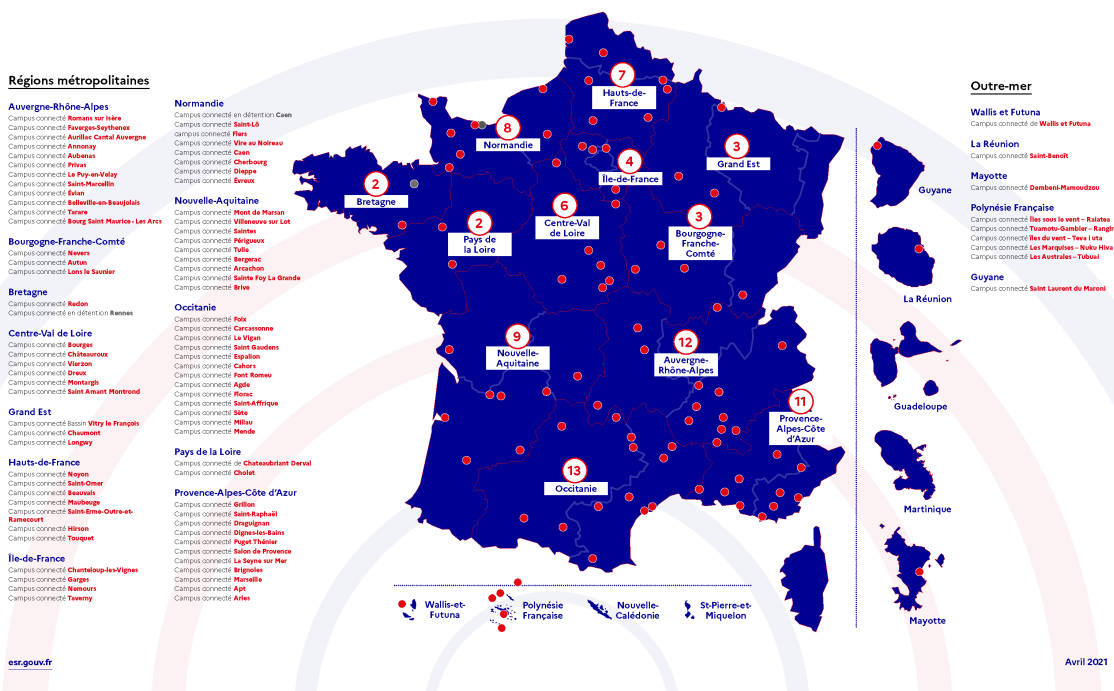 Régions métropolitaines
Auvergne-Rhône-Alpes
Campus connecté Romans sur Isère
Campus connecté Faverges-Seythenex
Campus connecté Aurillac Cantal Auvergne
Campus connecté Annonay
Campus connecté Aubenas
Campus connecté Privas
Campus connecté Le Puy-en-Velay
Campus connecté Saint-Marcellin
Campus connecté Évian
Campus connecté Belleville-en-Beaujolais
Campus connecté Tarare
Campus connecté Bourg Saint Maurice - Les Arcs
Bourgogne-Franche-Comté
Campus connecté Nevers
Campus connecté Autun
Campus connecté Lons le Saunier
Bretagne
Campus connecté Redon
Campus connecté en détention Rennes
Centre-Val de Loire
Campus connecté Bourges
Campus connecté Châteauroux
Campus connecté Vierzon
Campus connecté Dreux
Campus connecté Montargis
Campus connecté Saint Amant Montrond
Grand Est
Campus connecté Bassin Vitry le François
Campus connecté Chaumont
Campus connecté Longwy
Hauts-de-France
Campus connecté Noyon
Campus connecté Saint-Omer
Campus connecté Beauvais
Campus connecté Maubeuge
Campus connecté Saint-Erme-Outre-et-
Ramecourt
Campus connecté Hirson
Campus connecté Touquet
Île-de-France
Campus connecté Chanteloup-les-Vignes
Campus connecté Garges
Campus connecté Nemours
Campus connecté Taverny
esr.gouv.fr
Normandie
Campus connecté en détention Caen
Campus connecté Saint-Lô
campus connecté Flers
Campus connecté Vire au Noireau
Campus connecté Caen
Campus connecté Cherbourg
Campus connecté Dieppe
Campus connecté Évreux
Nouvelle-Aquitaine
Campus connecté Mont de Marsan
Campus connecté Villeneuve sur Lot
Campus connecté Saintes
Campus connecté Périgueux
Campus connecté Tulle
Campus connecté Bergerac
Campus connecté Arcachon
Campus connecté Sainte Foy La Grande
Campus connecté Brive
Occitanie
Campus connecté Foix
Campus connecté Carcassonne
Campus connecté Le Vigan
Campus connecté Saint Gaudens
Campus connecté Espalion
Campus connecté Cahors
Campus connecté Font Romeu
Campus connecté Agde
Campus connecté Florac
Campus connecté Saint-Affrique
Campus connecté Sète
Campus connecté Millau
Campus connecté Mende
Pays de la Loire
Campus connecté de Chateaubriant Derval
Campus connecté Cholet
Provence-Alpes-Côte d'Azur
Campus connecté Grillon
Campus connecté Saint-Raphaël
Campus connecté Draguignan
Campus connecté Dignes-les-Bains
Campus connecté Puget Thénier
Campus connecté Salon de Provence
Campus connecté La Seyne sur Mer
Campus connecté Brignoles
Campus connecté Marseille
Campus connecté Apt
Campus connecté Arles
7
Hauts-de-
France
8
Normandie
3
Grand Est
4
Île-de-France
2
Bretagne
6
Centre-Val
de Loire
2
Pays de
la Loire
3
Bourgogne-
Franche-
Comté
9
Nouvelle-
Aquitaine
12
Auvergne-
Rhône-Alpes
11
Provence-
Alpes-Côte
d'Azur
13
Occitanie
Wallis-et-
Futuna
Polynésie
Française
Nouvelle-
Calédonie
St-Pierre-et-
Miquelon
Guyane
La Réunion
Guadeloupe
Martinique
Mayotte
Outre-mer
Wallis et Futuna
Campus connecté de Wallis et Futuna
La Réunion
Campus connecté Saint-Benoît
Mayotte
Campus connecté Dembeni-Mamoudzou
Polynésie Française
Campus connecté Îles sous le vent – Raiatea
Campus connecté Tuamotu-Gambier – Rangir
Campus connecté Îles du vent – Teva I uta
Campus connecté Les Marquises – Nuku Hiva
Campus connecté Les Australes – Tubuai
Guyane
Campus connecté Saint Laurent du Maroni
Avril 2021